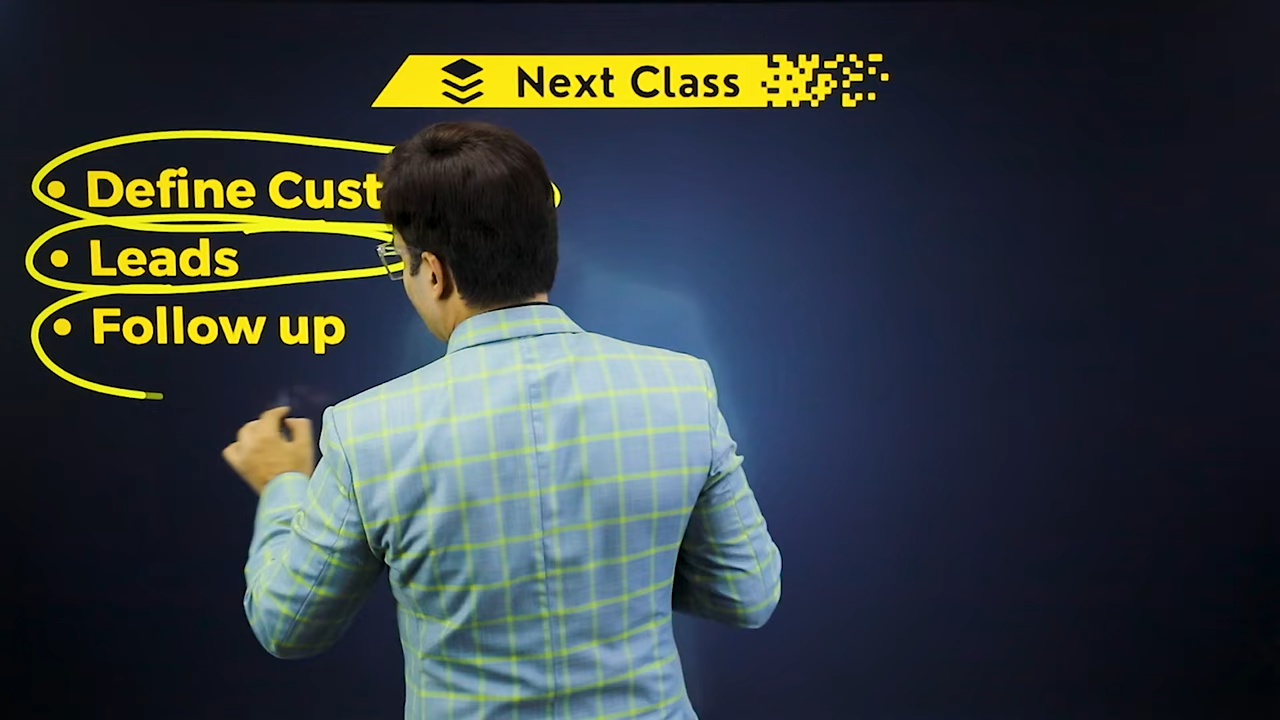 Next Class
• Define Cust
• Leads
• Follow up